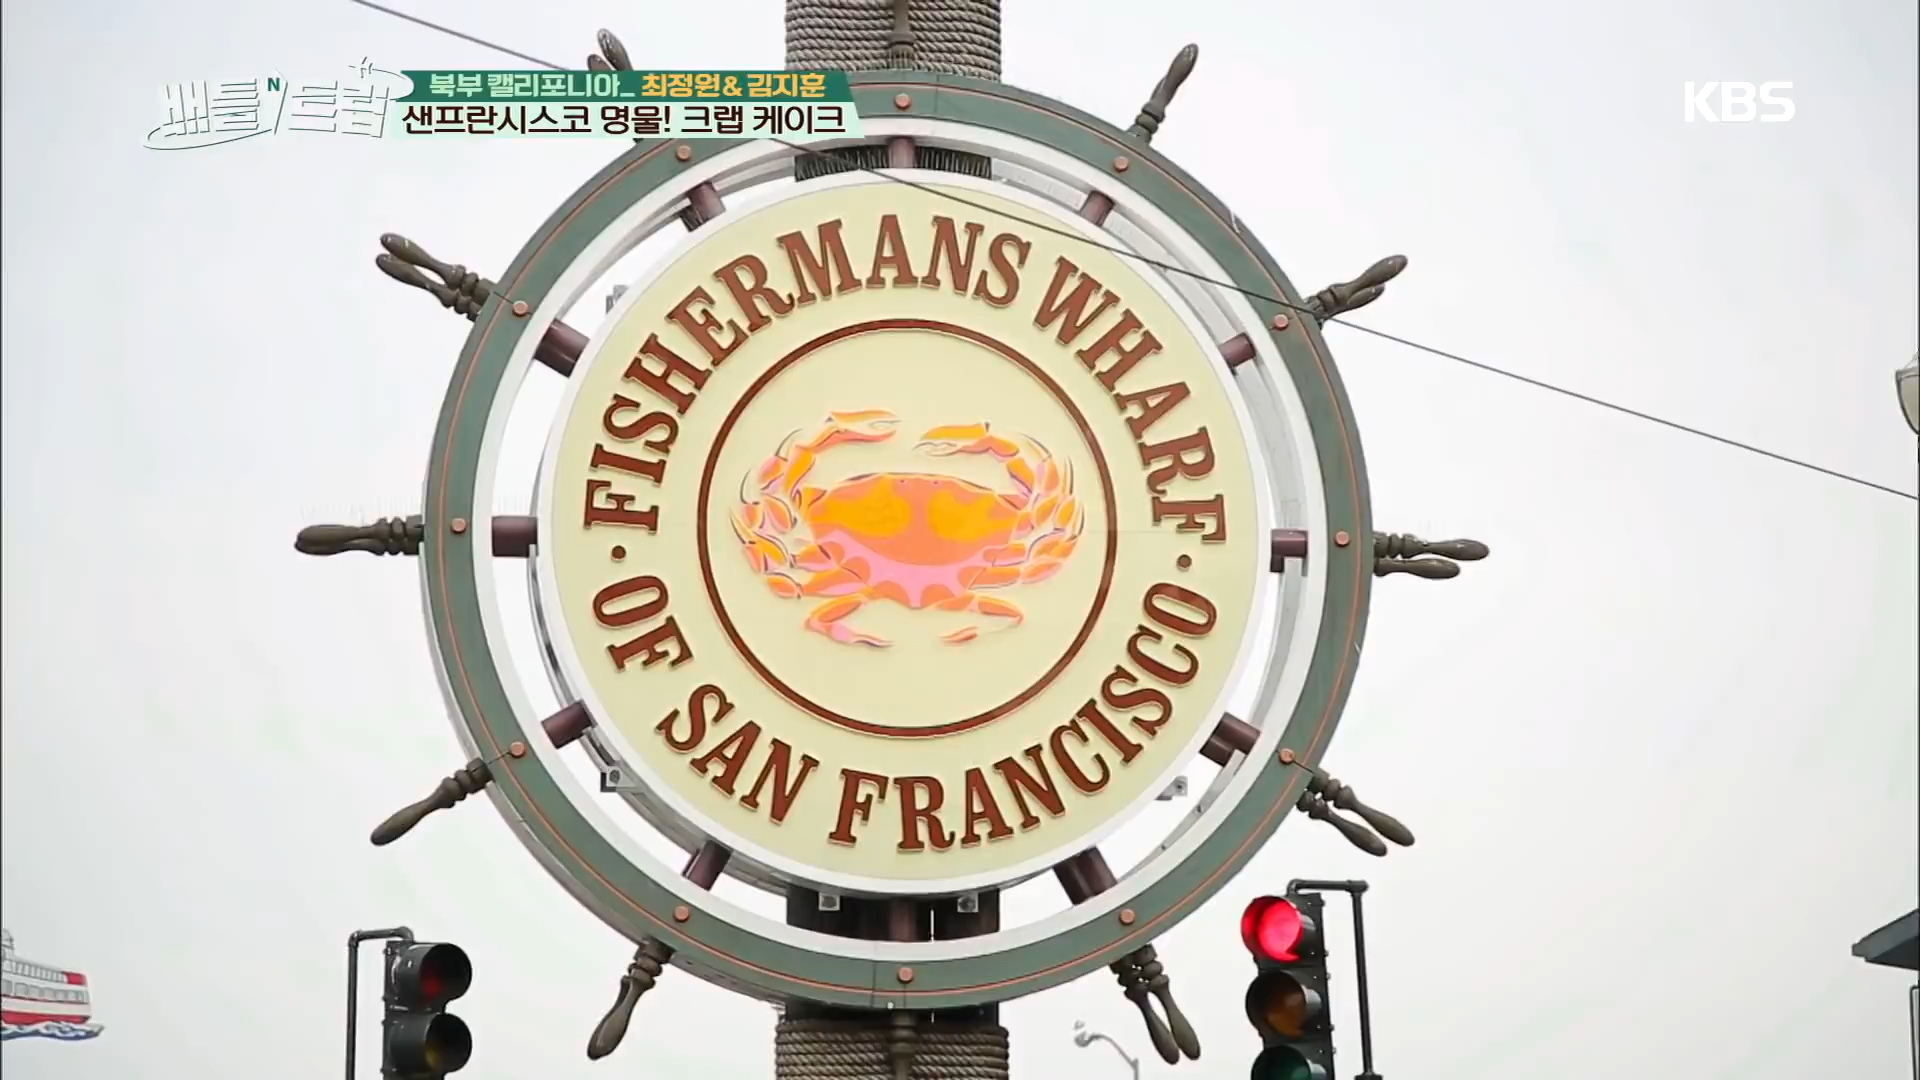 배틀N트립
북부 캘리포니아_ 최정원&김지훈
샌프란시스코 명물! 크랩 케이크
KBS
FISHERMANS WHARF
· OF SAN FRANCISCO ·